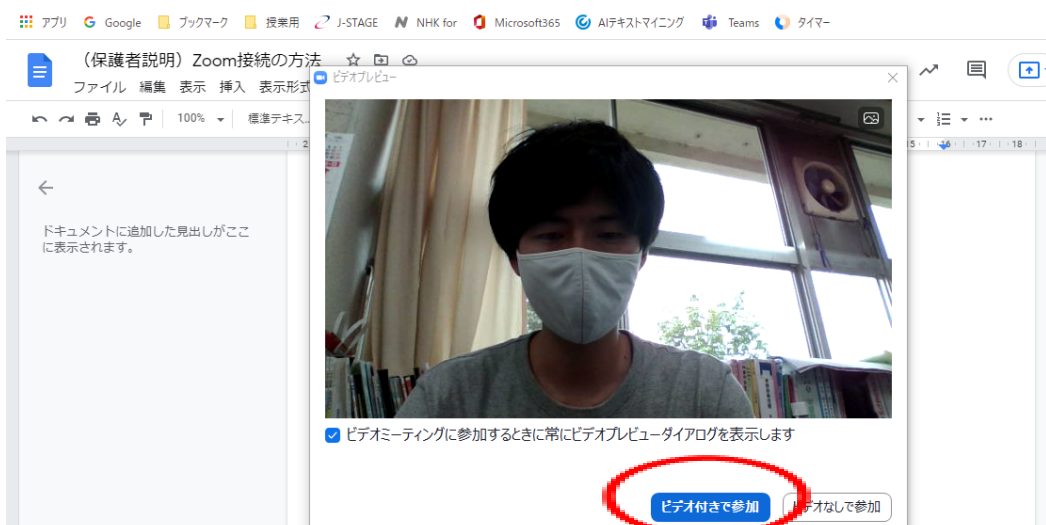 アプリ Google ブックマーク 授業用 J-STAGE NHK for Microsoft365 AIテキストマイニング Teams タイマー
（保護者説明）Zoom接続の方法
ファイル 編集 表示 挿入 表示形式
100% 標準テキス...
ビデオプレビュー
2 15 16 17 18
ドキュメントに追加した見出しがここ
に表示されます。
ビデオミーティングに参加するときに常にビデオプレビューダイアログを表示します
ビデオ付きで参加 ビデオなしで参加